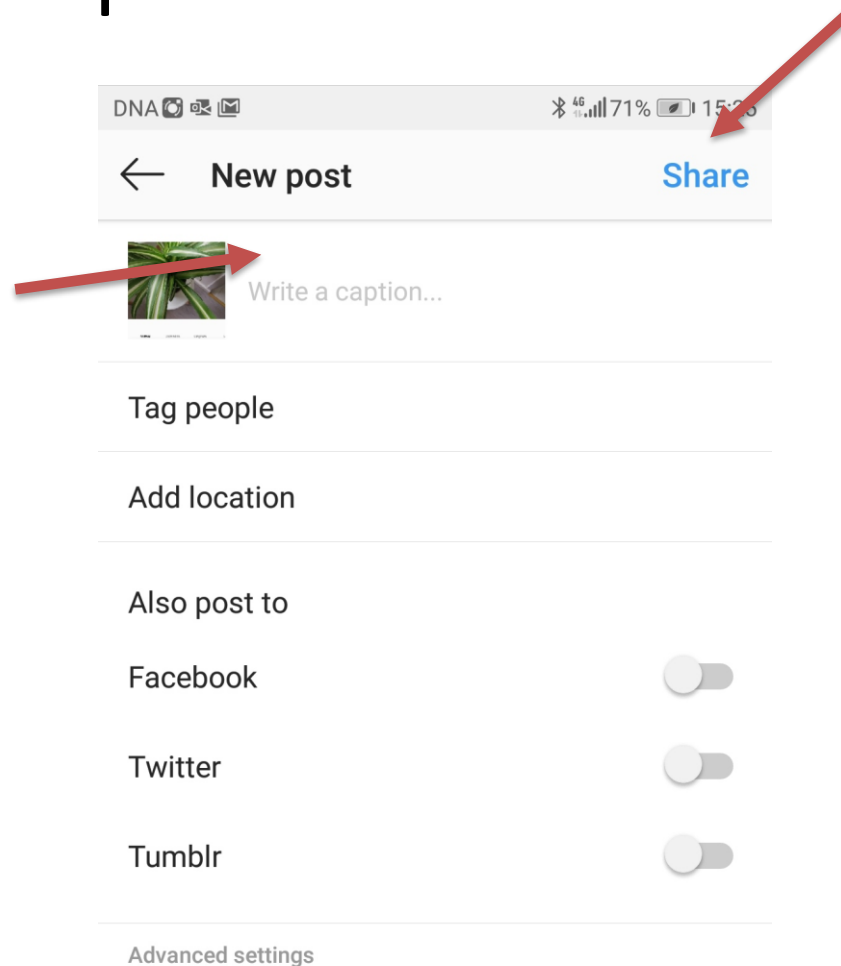 DNA 4G 71%
New post Share
Write a caption...
Tag people
Add location
Also post to
Facebook
Twitter
Tumblr
Advanced settings